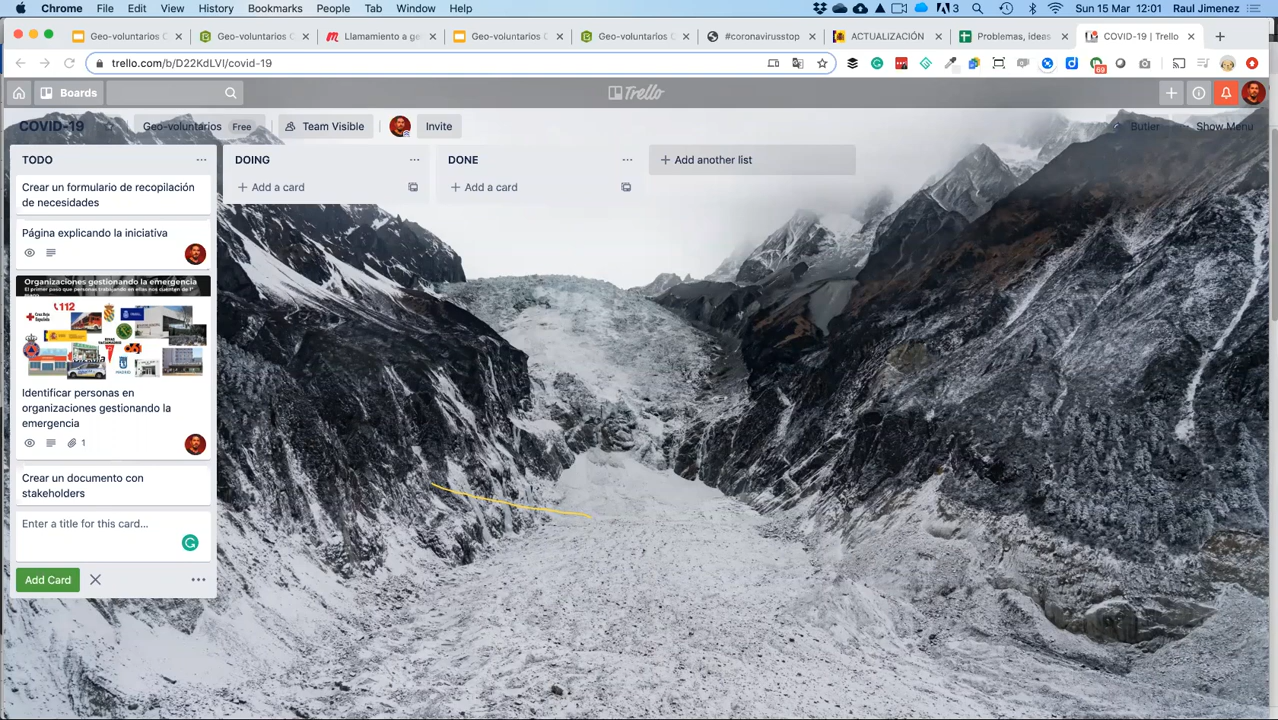 Chrome File Edit View History Bookmarks People Tab Window Help 3 Sun 15 Mar 12:01 Raul Jimenez
Geo-voluntarios C Geo-voluntarios C Llamamiento a ge Geo-voluntarios C Geo-voluntarios C #coronavirusstop ACTUALIZACIÓN Problemas, ideas COVID-19 | Trello
trello.com/b/D22KdLVl/covid-19
69
Boards Trello
COVID-19 Geo-voluntarios Free Team Visible Invite Butler Show Menu
TODO
Crear un formulario de recopilación
de necesidades
Página explicando la iniciativa
Organizaciones gestionando la emergencia
112
MADRID
Identificar personas en
organizaciones gestionando la
emergencia
1
Crear un documento con
stakeholders
Enter a title for this card...
Add Card
DOING
Add a card
DONE
Add a card
Add another list